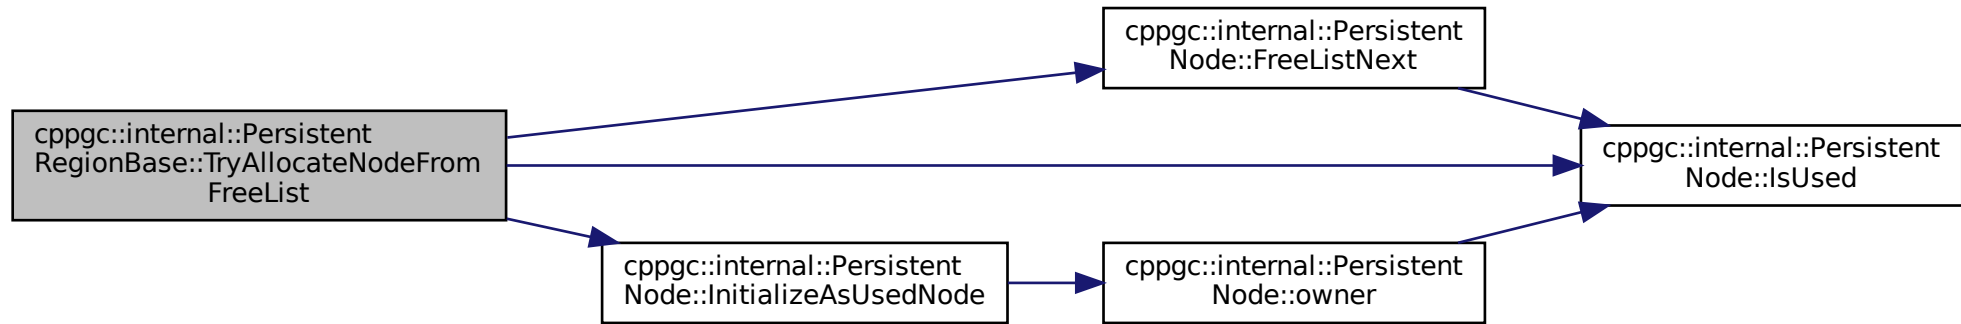 cppgc::internal::Persistent
RegionBase::TryAllocateNodeFrom
FreeList
cppgc::internal::Persistent
Node::FreeListNext
cppgc::internal::Persistent
Node::IsUsed
cppgc::internal::Persistent
Node::InitializeAsUsedNode
cppgc::internal::Persistent
Node::owner